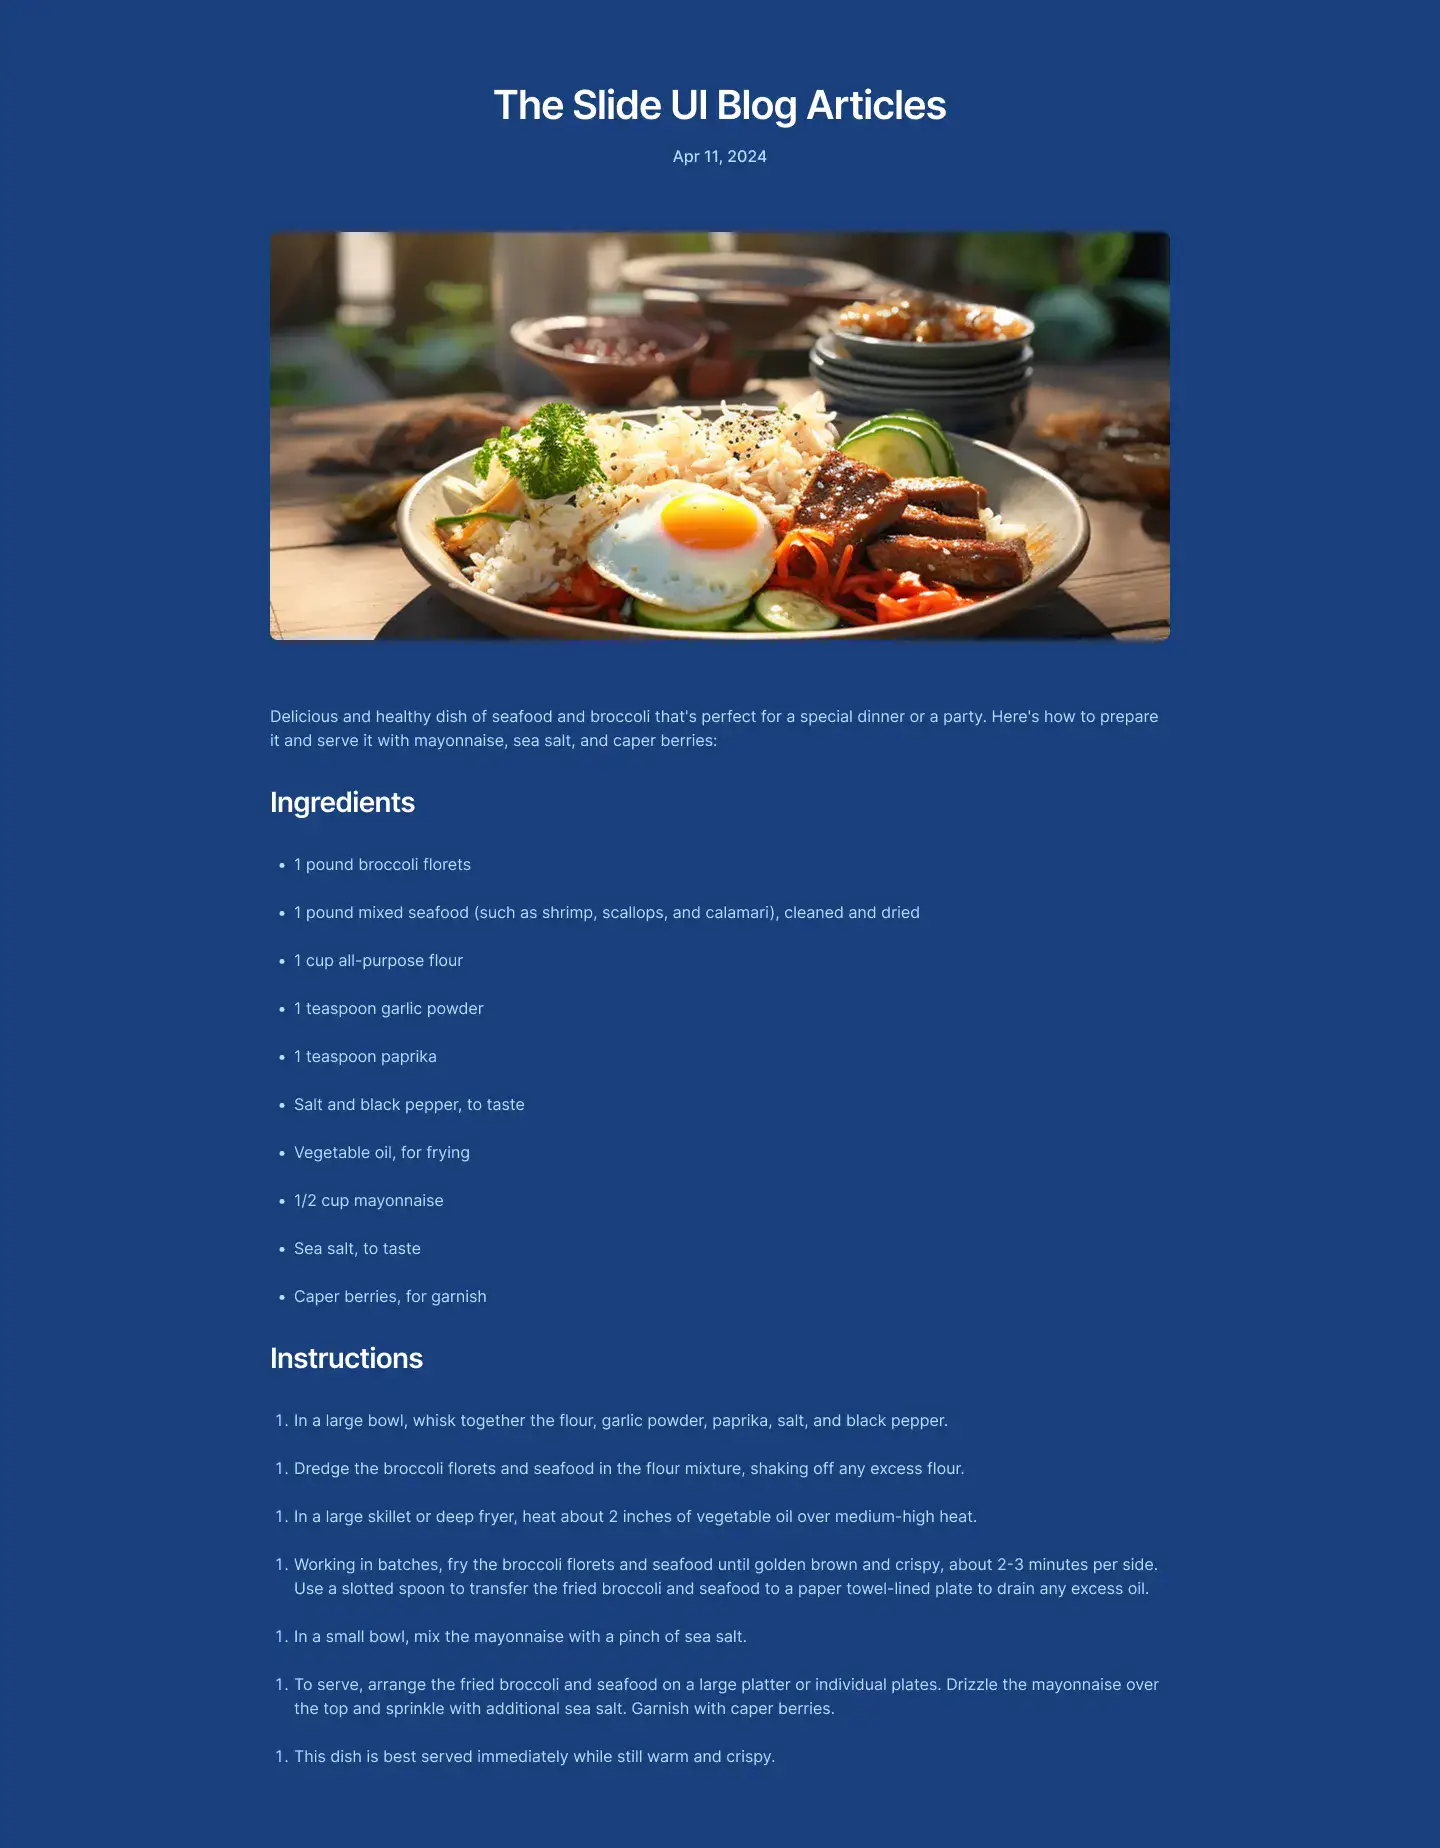 The Slide UI Blog Articles
Apr 11, 2024
Delicious and healthy dish of seafood and broccoli that's perfect for a special dinner or a party. Here's how to prepare
it and serve it with mayonnaise, sea salt, and caper berries:
Ingredients
• 1 pound broccoli florets
• 1 pound mixed seafood (such as shrimp, scallops, and calamari), cleaned and dried
• 1 cup all-purpose flour
• 1 teaspoon garlic powder
• 1 teaspoon paprika
• Salt and black pepper, to taste
• Vegetable oil, for frying
• 1/2 cup mayonnaise
• Sea salt, to taste
• Caper berries, for garnish
Instructions
1. In a large bowl, whisk together the flour, garlic powder, paprika, salt, and black pepper.
1. Dredge the broccoli florets and seafood in the flour mixture, shaking off any excess flour.
1. In a large skillet or deep fryer, heat about 2 inches of vegetable oil over medium-high heat.
1. Working in batches, fry the broccoli florets and seafood until golden brown and crispy, about 2-3 minutes per side.
Use a slotted spoon to transfer the fried broccoli and seafood to a paper towel-lined plate to drain any excess oil.
1. In a small bowl, mix the mayonnaise with a pinch of sea salt.
1. To serve, arrange the fried broccoli and seafood on a large platter or individual plates. Drizzle the mayonnaise over
the top and sprinkle with additional sea salt. Garnish with caper berries.
1. This dish is best served immediately while still warm and crispy.